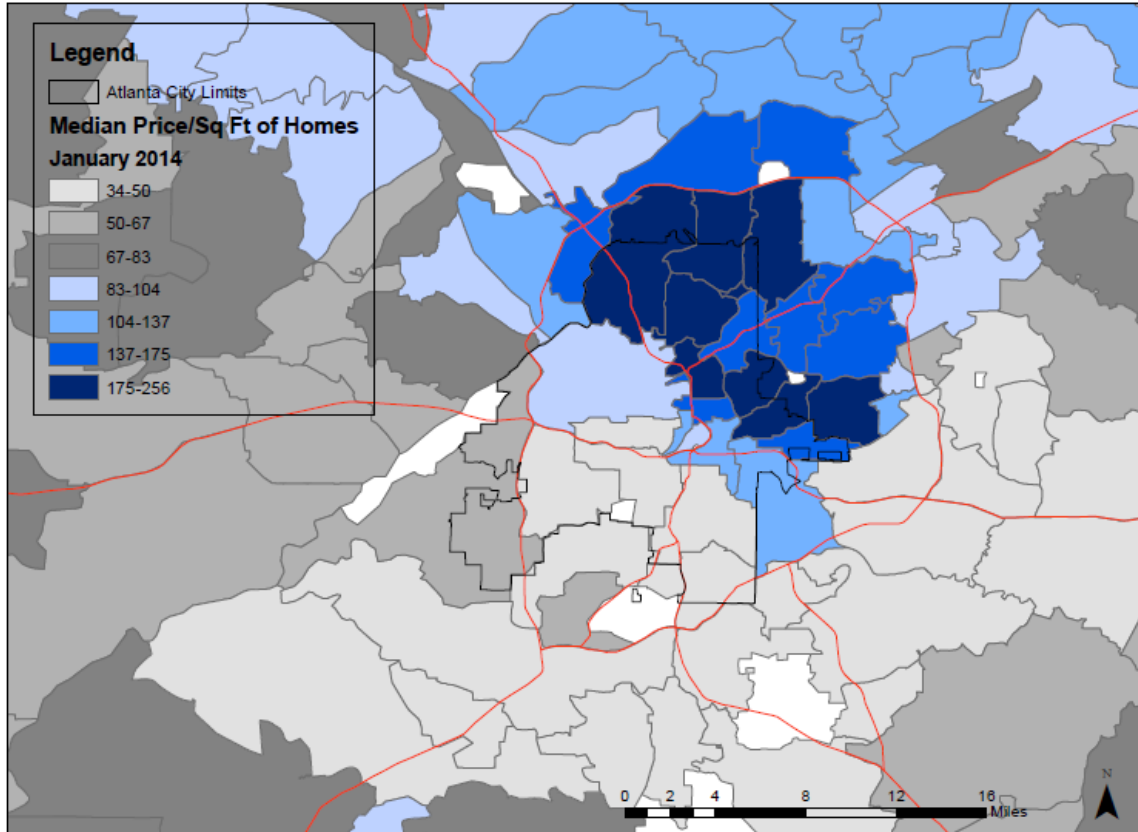 Legend
Atlanta City Limits
Median Price/Sq Ft of Homes
January 2014
34-50
50-67
67-83
83-104
104-137
137-175
175-256
N
0 2 4 8 12 16
Miles